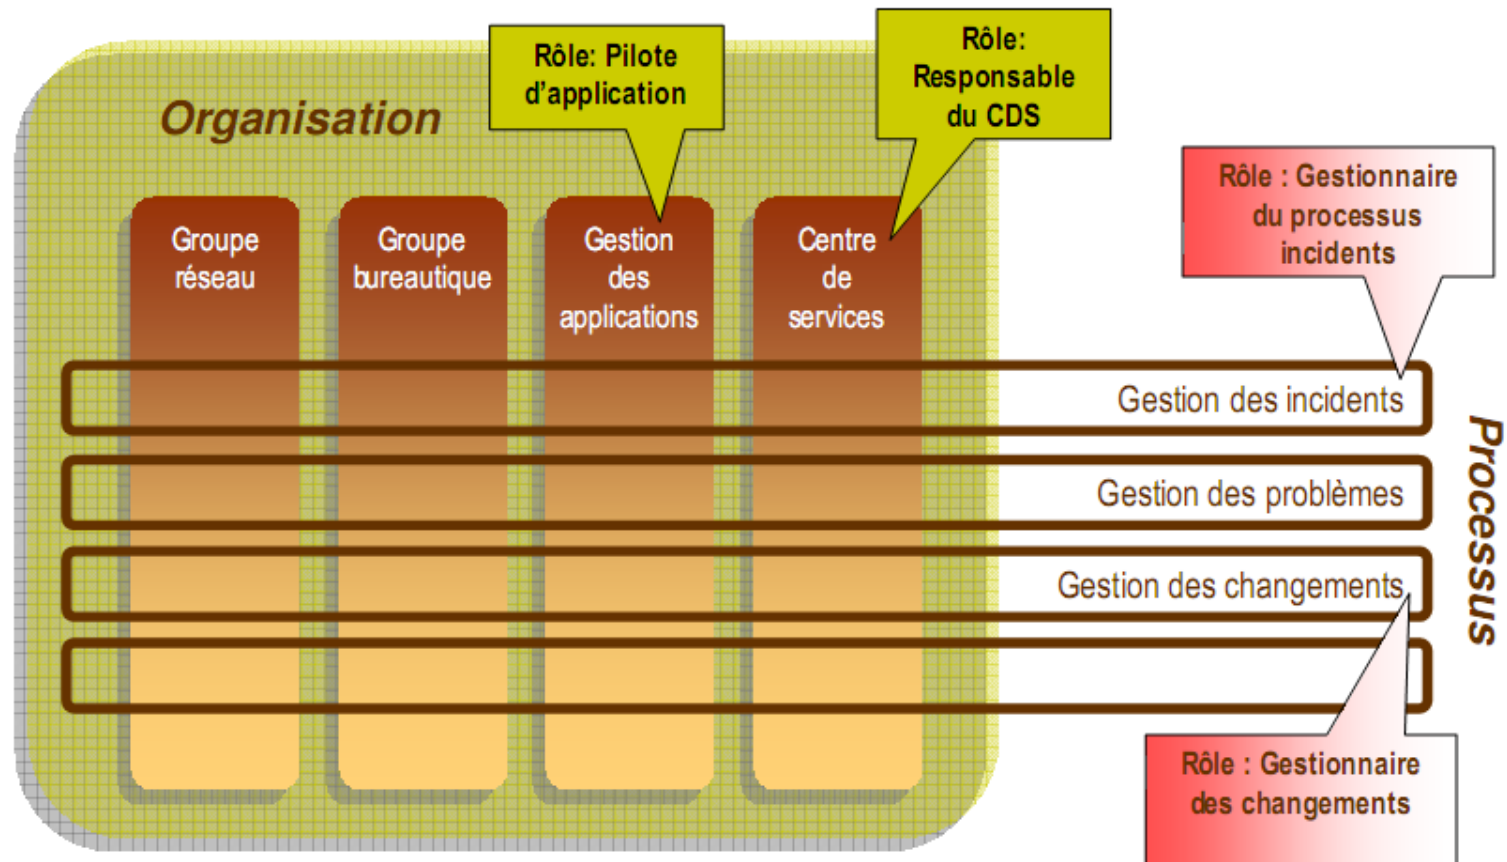 Rôle: Pilote
d’application
Rôle:
Responsable
du CDS
Organisation
Rôle : Gestionnaire
du processus
incidents
Groupe
réseau
Groupe
bureautique
Gestion
des
applications
Centre
de
services
Gestion des incidents
Gestion des problèmes
Gestion des changements
Processus
Rôle : Gestionnaire
des changements